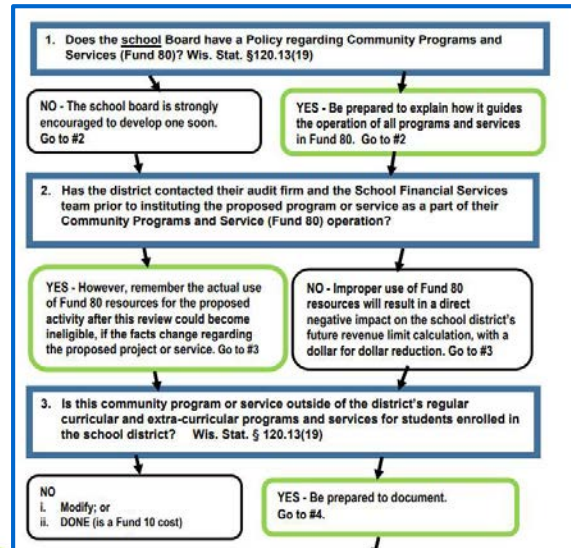 1. Does the school Board have a Policy regarding Community Programs and
Services (Fund 80)? Wis. Stat. §120.13(19)
NO - The school board is strongly
encouraged to develop one soon.
Go to #2
YES - Be prepared to explain how it guides
the operation of all programs and services
in Fund 80. Go to #2
2. Has the district contacted their audit firm and the School Financial Services
team prior to instituting the proposed program or service as a part of their
Community Programs and Service (Fund 80) operation?
YES - However, remember the actual use
of Fund 80 resources for the proposed
activity after this review could become
ineligible, if the facts change regarding
the proposed project or service. Go to #3
NO - Improper use of Fund 80
resources will result in a direct
negative impact on the school district's
future revenue limit calculation, with a
dollar for dollar reduction. Go to #3
3. Is this community program or service outside of the district's regular
curricular and extra-curricular programs and services for students enrolled in
the school district? Wis. Stat. § 120.13(19)
NO
i. Modify; or
ii. DONE (is a Fund 10 cost)
YES - Be prepared to document.
Go to #4.